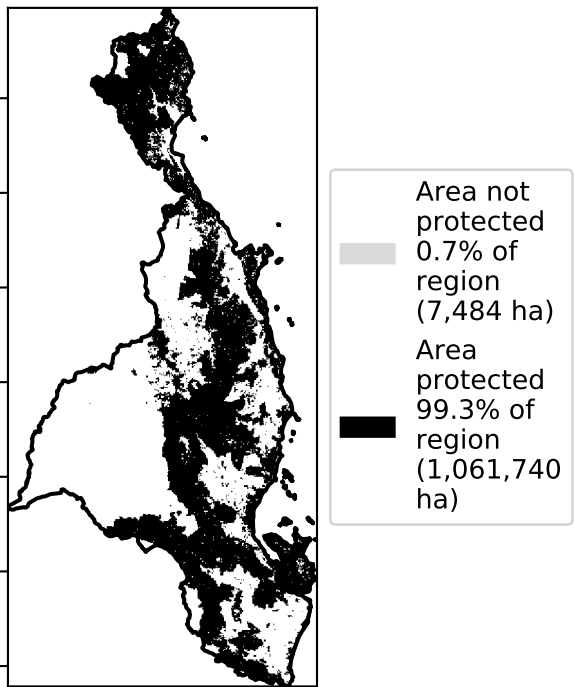 Area not
protected
0.7% of
region
(7,484 ha)
Area
protected
99.3% of
region
(1,061,740
ha)